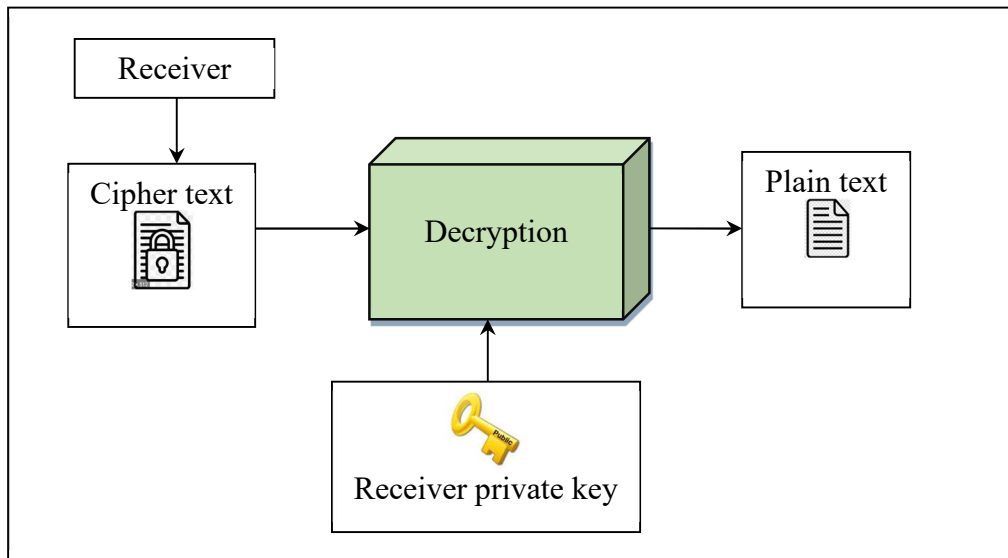 Receiver
Cipher text
Decryption
Plain text
Public
Receiver private key